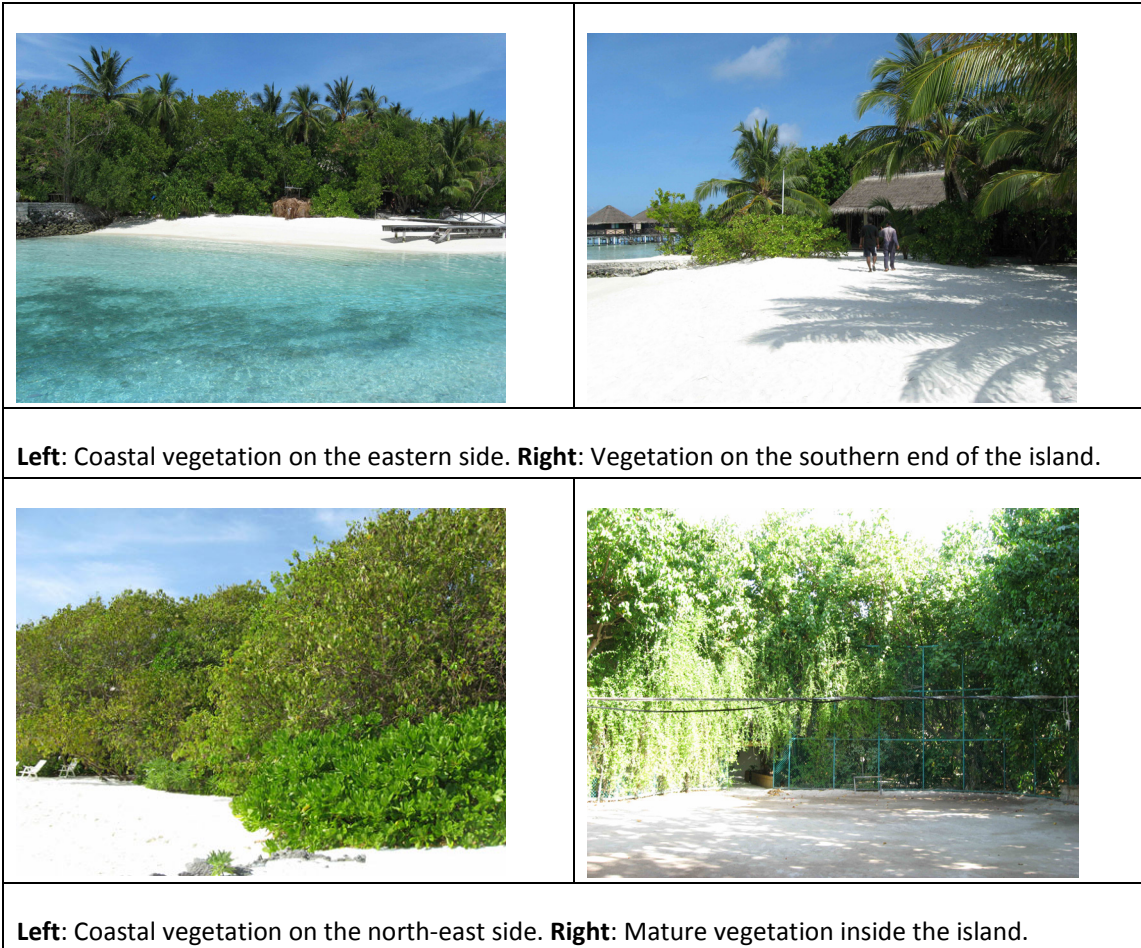 Left: Coastal vegetation on the eastern side. Right: Vegetation on the southern end of the island.
Left: Coastal vegetation on the north-east side. Right: Mature vegetation inside the island.